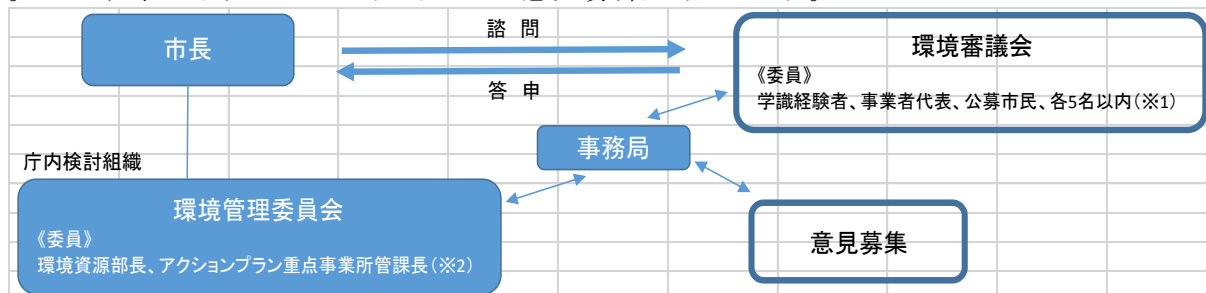 市長
諮 問
答 申
環境審議会
《委員》
学識経験者、事業者代表、公募市民、各5名以内(※1)
事務局
庁内検討組織
環境管理委員会
《委員》
環境資源部長、アクションプラン重点事業所管課長(※2)
意見募集